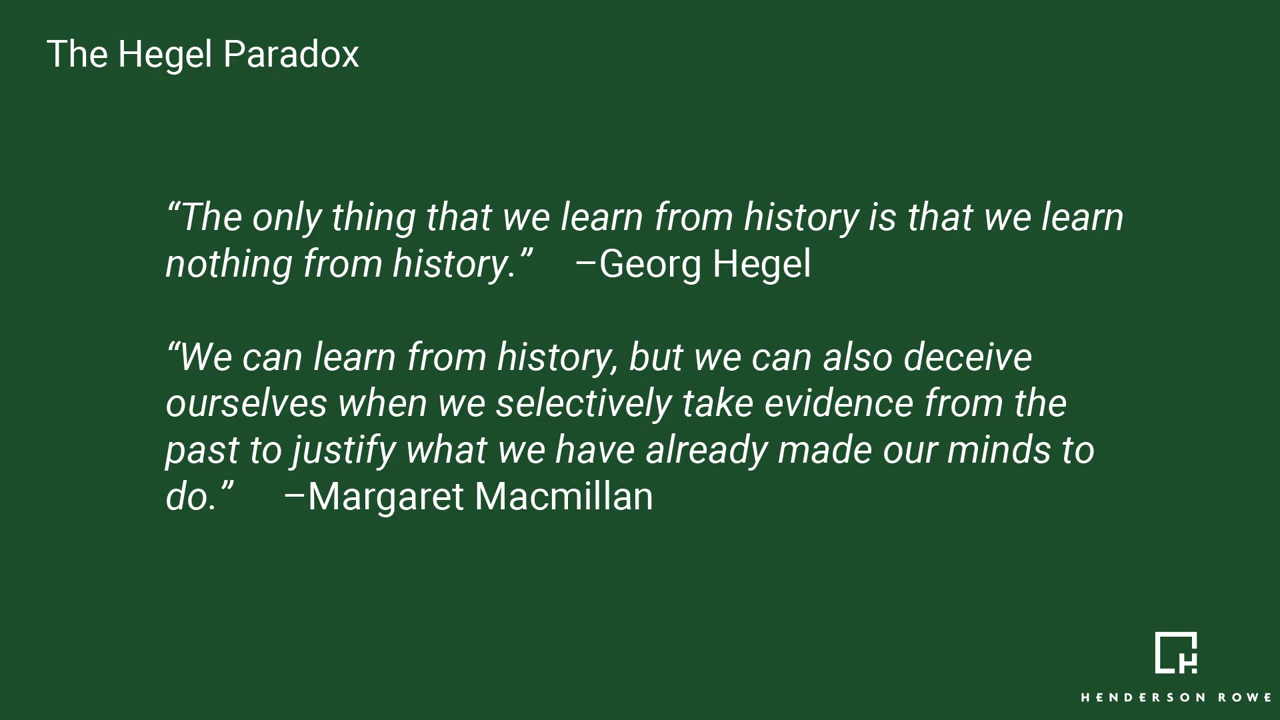 The Hegel Paradox
“The only thing that we learn from history is that we learn
nothing from history.” –Georg Hegel
“We can learn from history, but we can also deceive
ourselves when we selectively take evidence from the
past to justify what we have already made our minds to
do.” –Margaret Macmillan
HENDERSON ROWE